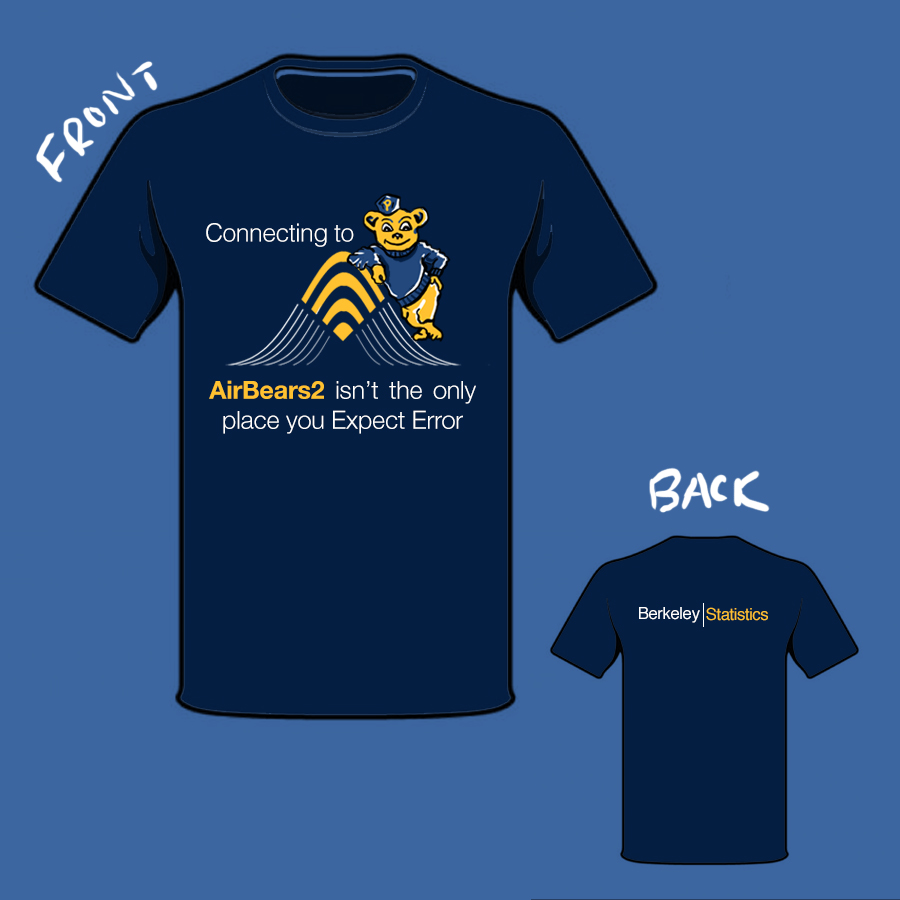 FRONT
Connecting to
AirBears2 isn't the only
place you Expect Error
BACK
Berkeley|Statistics